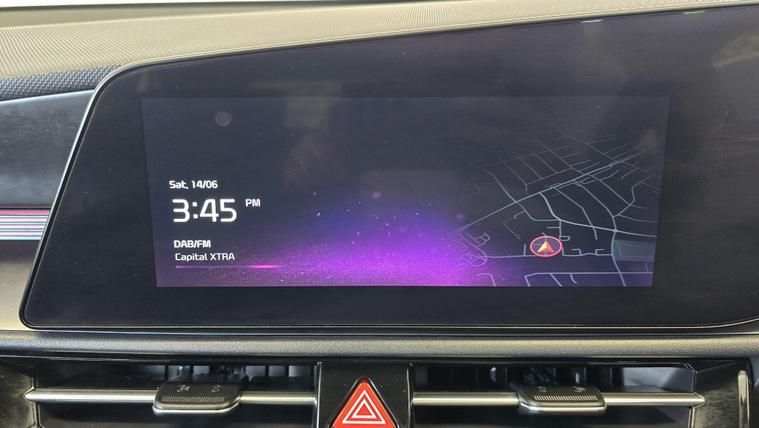 Sat, 14/06
3:45 PM
DAB/FM
Capital XTRA